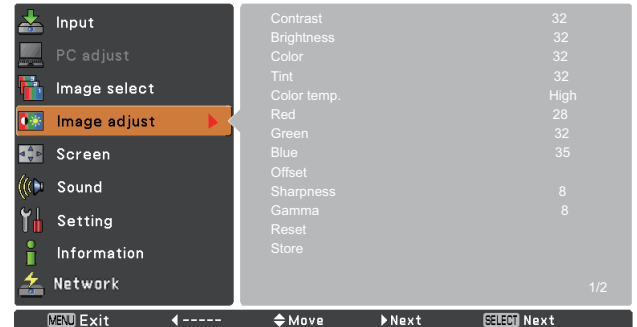 Input
PC adjust
Image select
Image adjust
Screen
Sound
Setting
Information
Network
Contrast 32
Brightness 32
Color 32
Tint 32
Color temp. High
Red 28
Green 32
Blue 35
Offset
Sharpness 8
Gamma 8
Reset
Store
1/2
MENU Exit ----- Move Next SELECT Next